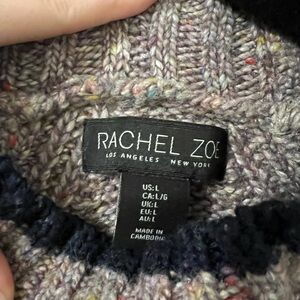 RACHEL ZOE
LOS ANGELES NEW YORK
US:L
CA:L/G
UK:L
EU:L
AU:L
MADE IN
CAMBODIA